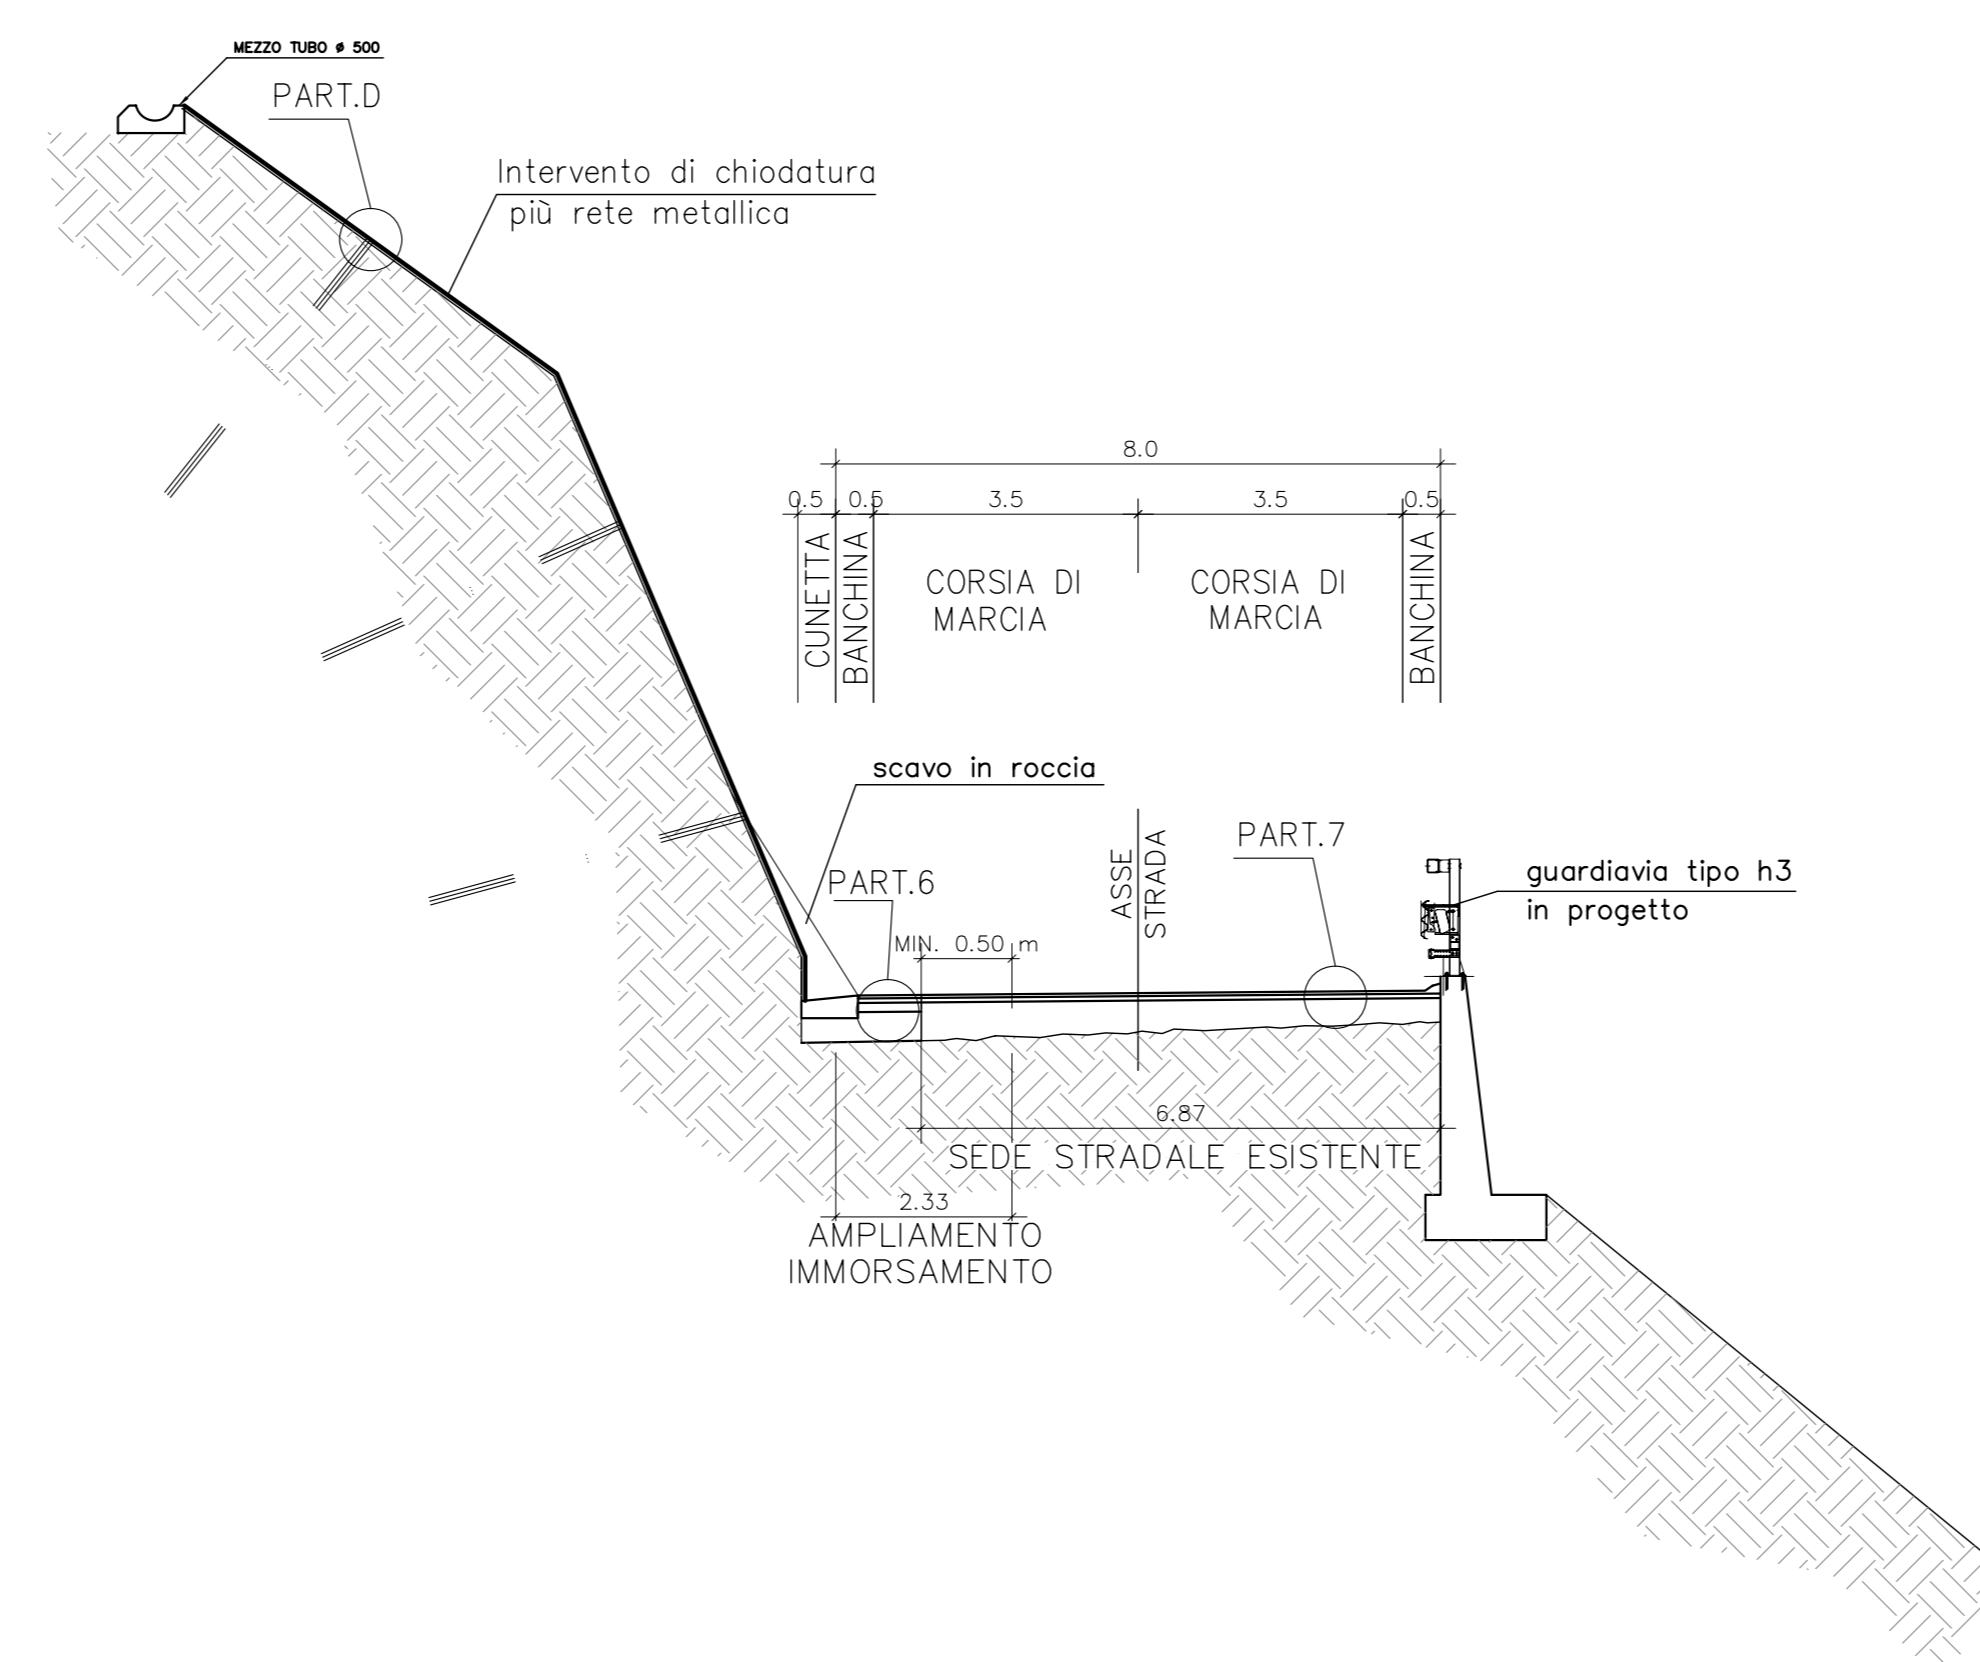 MEZZO TUBO ø 500
PART.D
Intervento di chiodatura
più rete metallica
8.0
0.5
0.5
3.5
3.5
0.5
CUNETTA
BANCHINA
CORSIA DI
MARCIA
CORSIA DI
MARCIA
BANCHINA
scavo in roccia
PART.6
MIN. 0.50 m
ASSE
STRADA
PART.7
guardiavia tipo h3
in progetto
6.87
SEDE STRADALE ESISTENTE
2.33
AMPLIAMENTO
IMMORSAMENTO